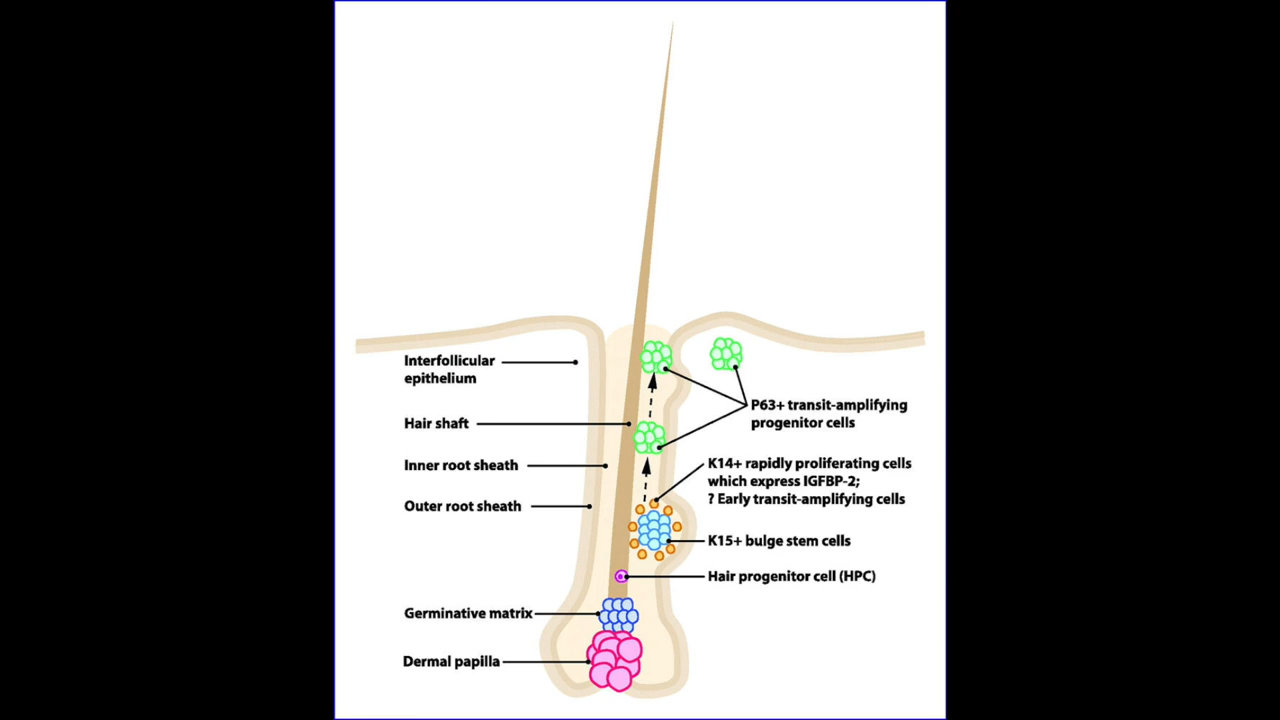 Interfollicular
epithelium
Hair shaft
Inner root sheath
Outer root sheath
Germinative matrix
Dermal papilla
P63+ transit-amplifying
progenitor cells
K14+ rapidly proliferating cells
which express IGFBP-2;
? Early transit-amplifying cells
K15+ bulge stem cells
Hair progenitor cell (HPC)